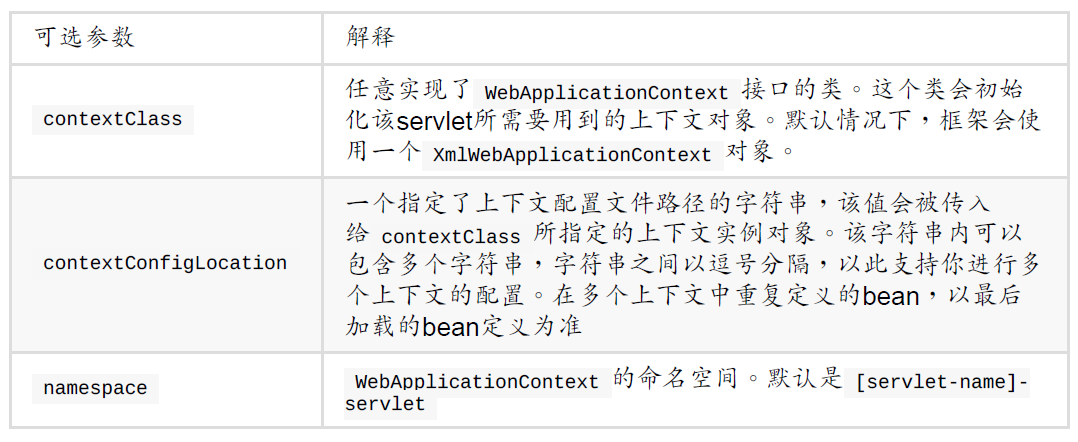 可选参数 解释
contextClass
任意实现了 WebApplicationContext 接口的类。这个类会初始
化该servlet所需要用到的上下文对象。默认情况下，框架会使
用一个 XmlWebApplicationContext 对象。
contextConfigLocation
一个指定了上下文配置文件路径的字符串，该值会被传入
给 contextClass 所指定的上下文实例对象。该字符串内可以
包含多个字符串，字符串之间以逗号分隔，以此支持你进行多
个上下文的配置。在多个上下文中重复定义的bean，以最后
加载的bean定义为准
namespace
WebApplicationContext 的命名空间。默认是 [servlet-name]-
servlet